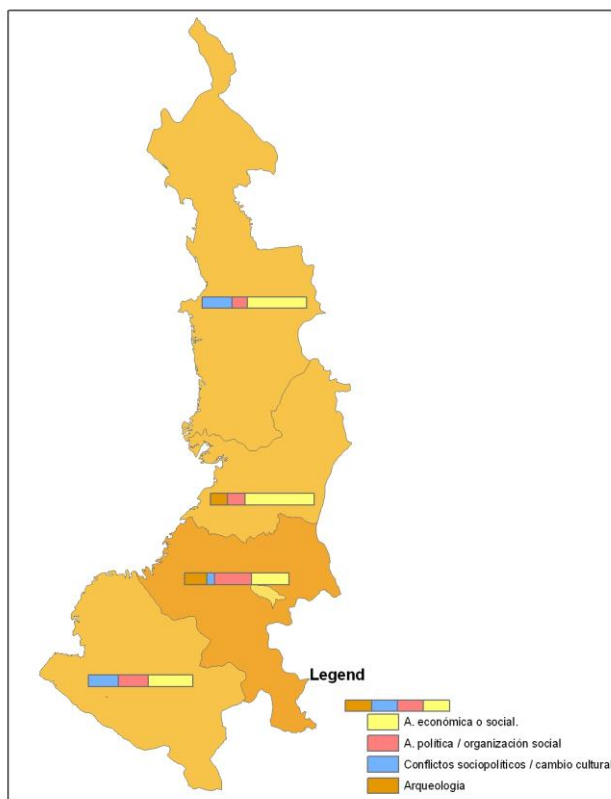 Legend
A. económica o social.
A. política / organización social
Conflictos sociopolíticos / cambio cultural
Arqueología